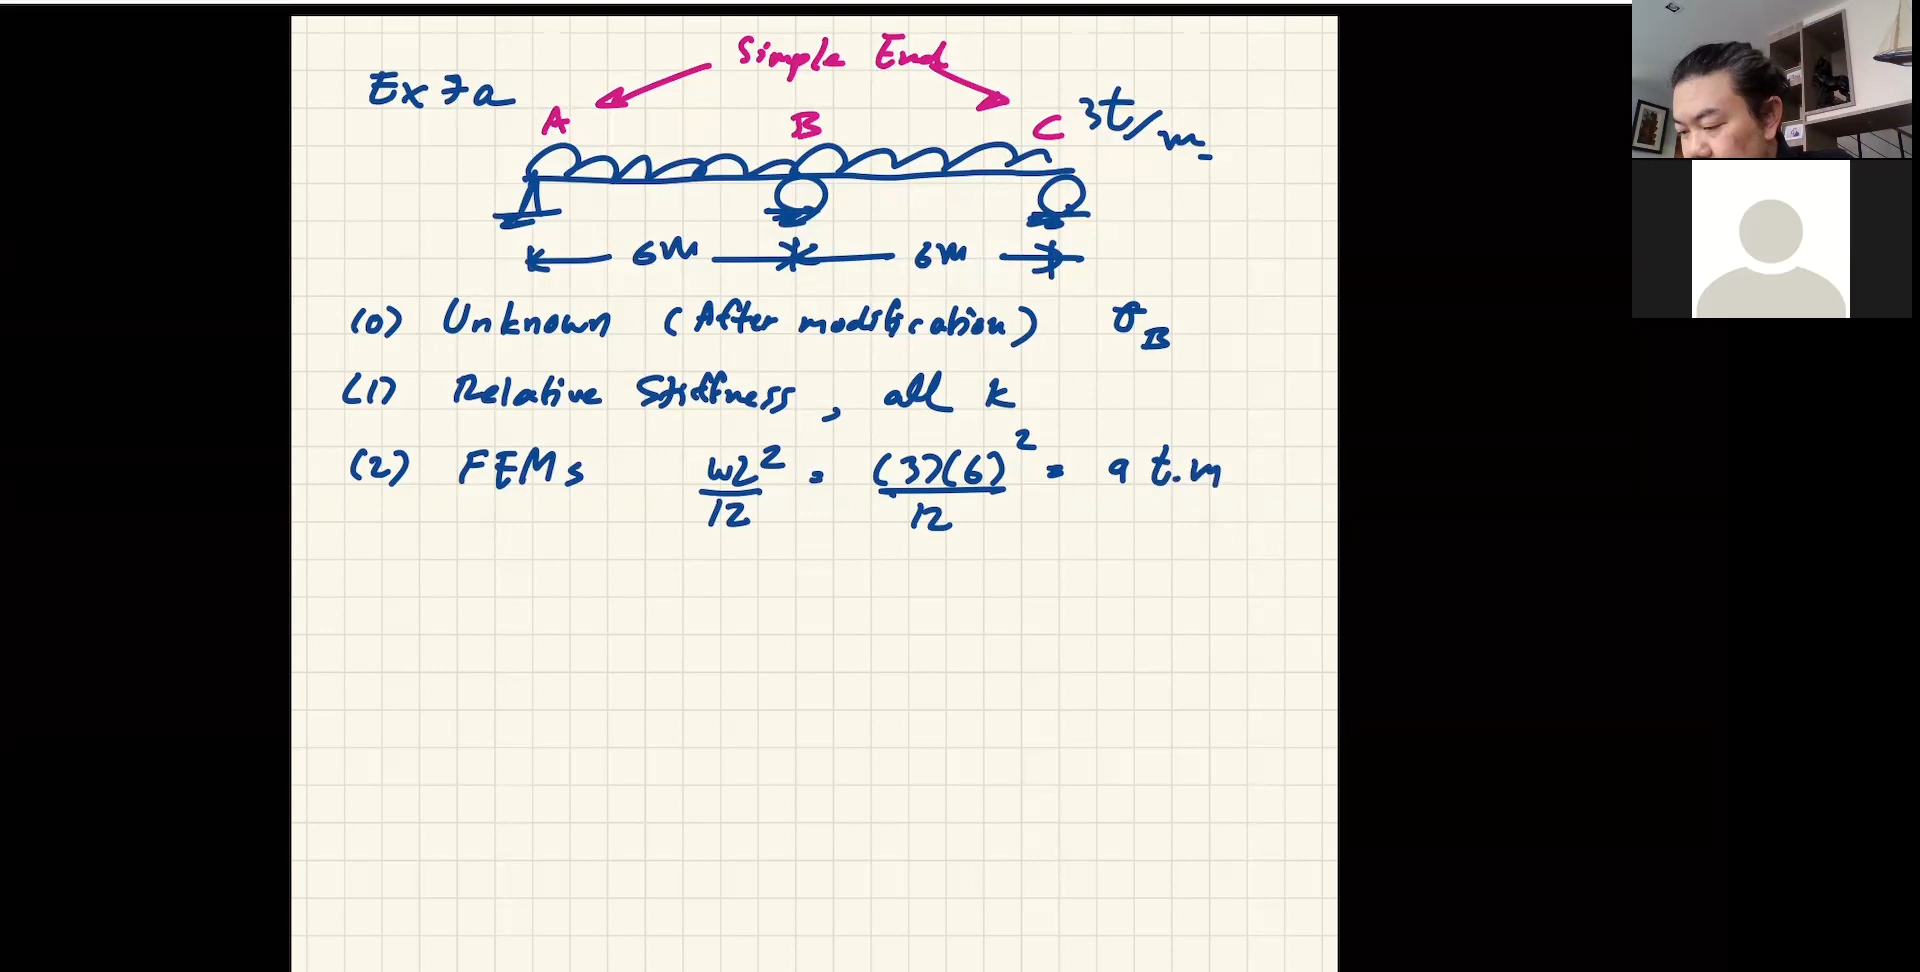 Simple End
Ex 7a
A B C 3t/m
6m 6m
(0) Unknown (After modification) θB
(1) Relative Stiffness, all k
(2) FEMs wL²/12 = (3)(6)²/12 = 9 t.m